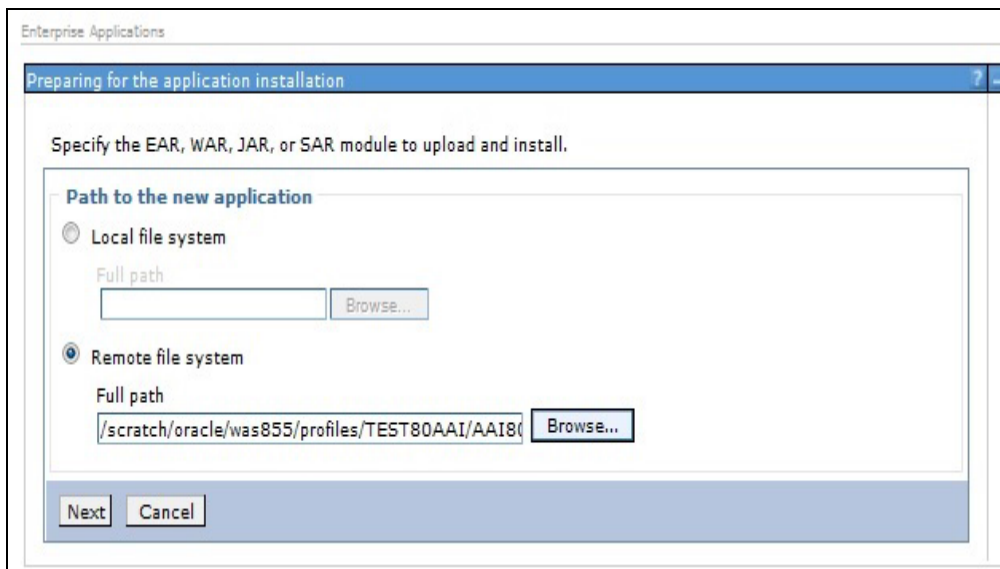 Enterprise Applications
Preparing for the application installation
?
Specify the EAR, WAR, JAR, or SAR module to upload and install.
Path to the new application
Local file system
Full path
Browse...
Remote file system
Full path
/scratch/oracle/was855/profiles/TEST80AAI/AAI80
Browse...
Next Cancel